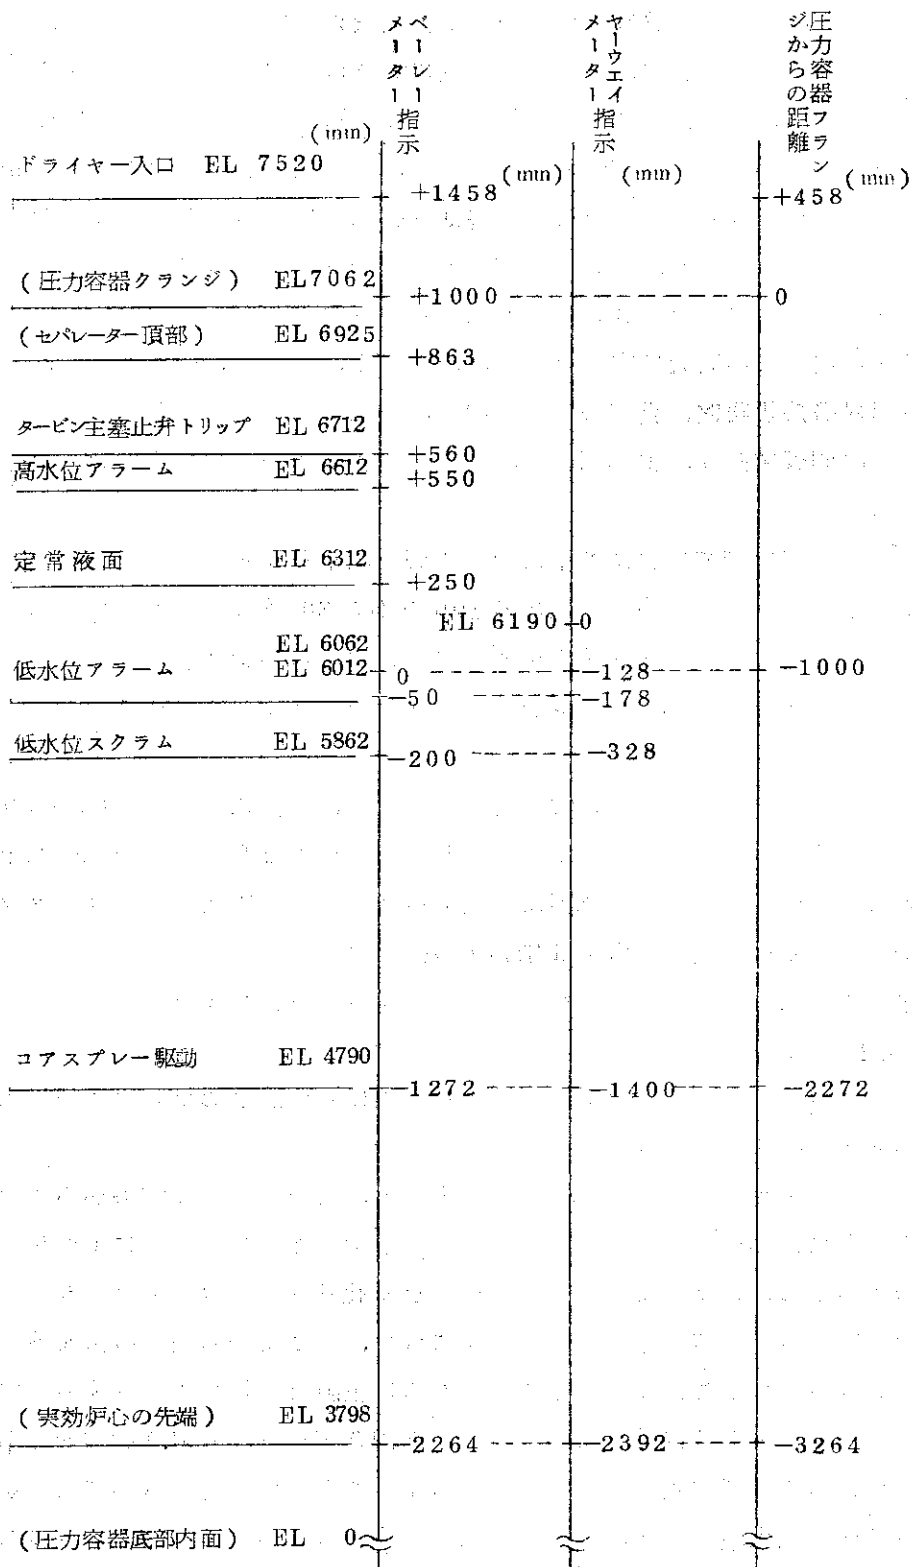 ベーレー
メーター指示
ヤーウエイ
メーター指示
圧力容器フラン
ジからの距離
(mm)
(mm)
(mm)
(mm)
ドライヤー入口 EL 7520
+1458
+458
(圧力容器クランジ) EL7062
+1000
0
(セパレーター頂部) EL 6925
+863
タービン主塞止弁トリップ EL 6712
+560
高水位アラーム EL 6612
+550
定常液面 EL 6312
+250
EL 6190
0
EL 6062
低水位アラーム EL 6012
0
-128
-1000
-50
-178
低水位スクラム EL 5862
-200
-328
コアスプレー駆動 EL 4790
-1272
-1400
-2272
(実効炉心の先端) EL 3798
-2264
-2392
-3264
(圧力容器底部内面) EL 0